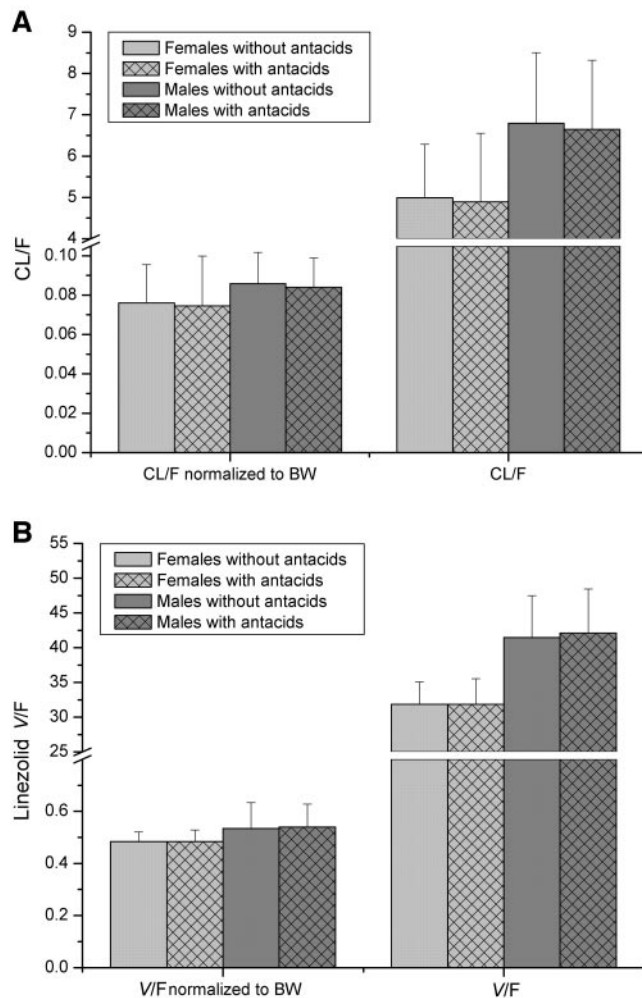 A
Females without antacids
Females with antacids
Males without antacids
Males with antacids
CL/F
9
8
7
6
5
4
0.10
0.08
0.06
0.04
0.02
0.00
CL/F normalized to BW
CL/F
B
Females without antacids
Females with antacids
Males without antacids
Males with antacids
Linezolid V/F
55
50
45
40
35
30
25
0.6
0.4
0.2
0.0
V/F normalized to BW
V/F